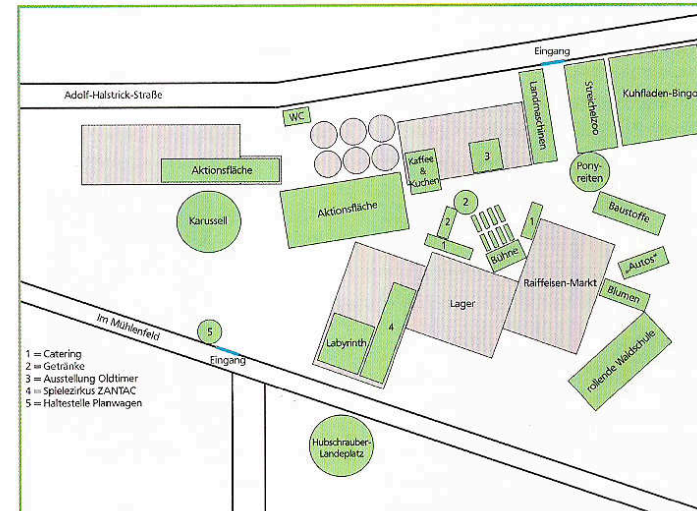 Eingang
Adolf-Halstrick-Straße
WC
Landmaschinen
Streichelzoo
Kuhfladen-Bingo
Aktionsfläche
Kaffee
&
Kuchen
3
Pony-
reiten
Karussell
Aktionsfläche
2
2
1
1
Bühne
Baustoffe
„Autos“
Raiffeisen-Markt
Blumen
Lager
4
Labyrinth
rollende Waldschule
Im Mühlenfeld
5
Eingang
1 = Catering
2 = Getränke
3 = Ausstellung Oldtimer
4 = Spielezirkus ZANTAC
5 = Haltestelle Planwagen
Hubschrauber-
Landeplatz